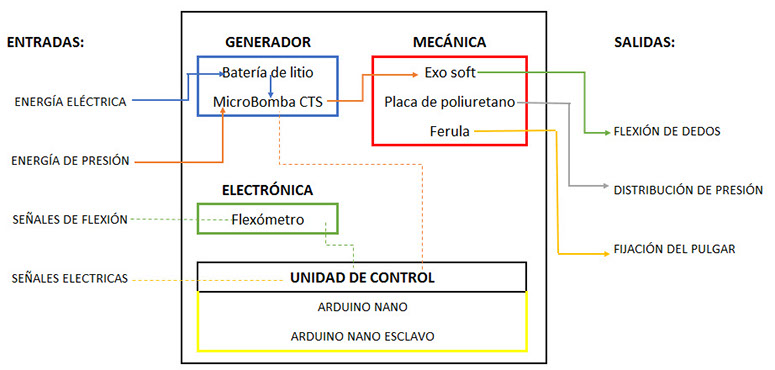 ENTRADAS:
GENERADOR
MECÁNICA
SALIDAS:
Batería de litio
Exo soft
ENERGÍA ELÉCTRICA
MicroBomba CTS
Placa de poliuretano
Ferula
FLEXIÓN DE DEDOS
ENERGÍA DE PRESIÓN
ELECTRÓNICA
DISTRIBUCIÓN DE PRESIÓN
SEÑALES DE FLEXIÓN
Flexómetro
FIJACIÓN DEL PULGAR
SEÑALES ELECTRICAS
UNIDAD DE CONTROL
ARDUINO NANO
ARDUINO NANO ESCLAVO